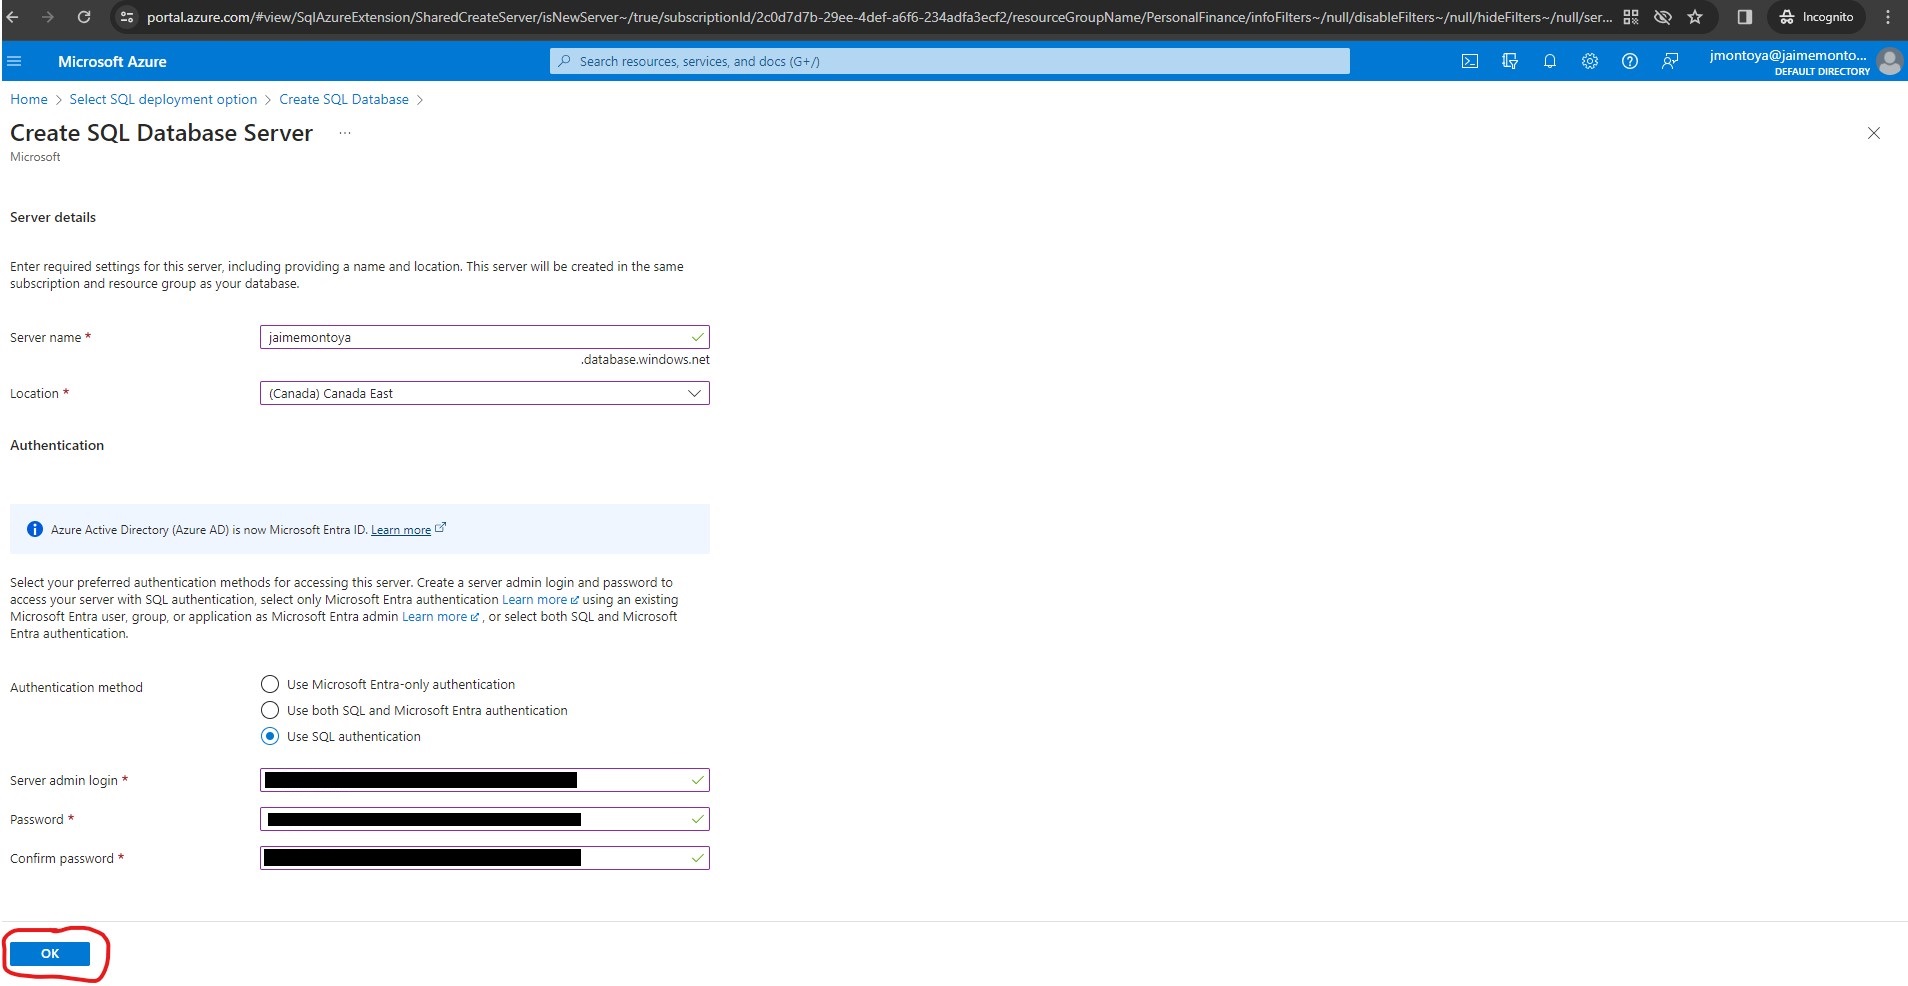 portal.azure.com/#view/SqlAzureExtension/SharedCreateServer/isNewServer~/true/subscriptionId/2c0d7d7b-29ee-4def-a6f6-234adfa3ecf2/resourceGroupName/PersonalFinance/infoFilters~/null/disableFilters~/null/hideFilters~/null/ser... Incognito
Microsoft Azure
Search resources, services, and docs (G+/)
jmontoya@jaimemonto...
DEFAULT DIRECTORY
Home > Select SQL deployment option > Create SQL Database >
Create SQL Database Server ...
Microsoft
Server details
Enter required settings for this server, including providing a name and location. This server will be created in the same
subscription and resource group as your database.
Server name * jaimemontoya
.database.windows.net
Location * (Canada) Canada East
Authentication
Azure Active Directory (Azure AD) is now Microsoft Entra ID. Learn more
Select your preferred authentication methods for accessing this server. Create a server admin login and password to
access your server with SQL authentication, select only Microsoft Entra authentication Learn more using an existing
Microsoft Entra user, group, or application as Microsoft Entra admin Learn more , or select both SQL and Microsoft
Entra authentication.
Authentication method
Use Microsoft Entra-only authentication
Use both SQL and Microsoft Entra authentication
Use SQL authentication
Server admin login *
Password *
Confirm password *
OK